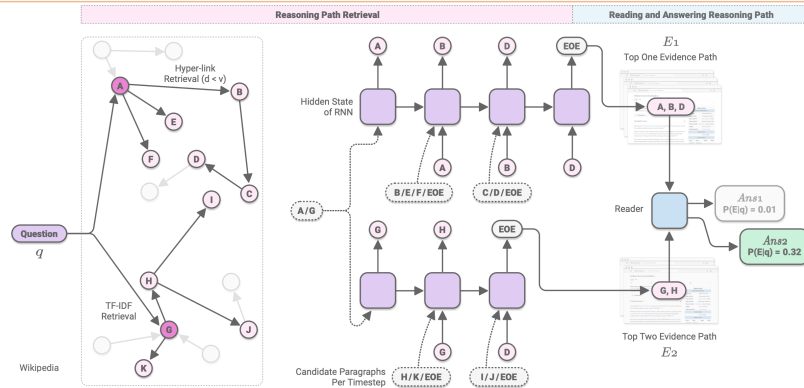 Reasoning Path Retrieval
Reading and Answering Reasoning Path
Hyper-link
Retrieval (d < v)
A
B
E
F
D
C
I
Question
q
H
TF-IDF
Retrieval
G
J
K
Wikipedia
A
B
D
EOE
Hidden State
of RNN
A
B
D
B/E/F/EOE
C/D/EOE
A/G
G
H
EOE
G
D
Candidate Paragraphs
Per Timestep
H/K/EOE
I/J/EOE
E1
Top One Evidence Path
A, B, D
Reader
Ans1
P(E|q) = 0.01
Ans2
P(E|q) = 0.32
G, H
Top Two Evidence Path
E2